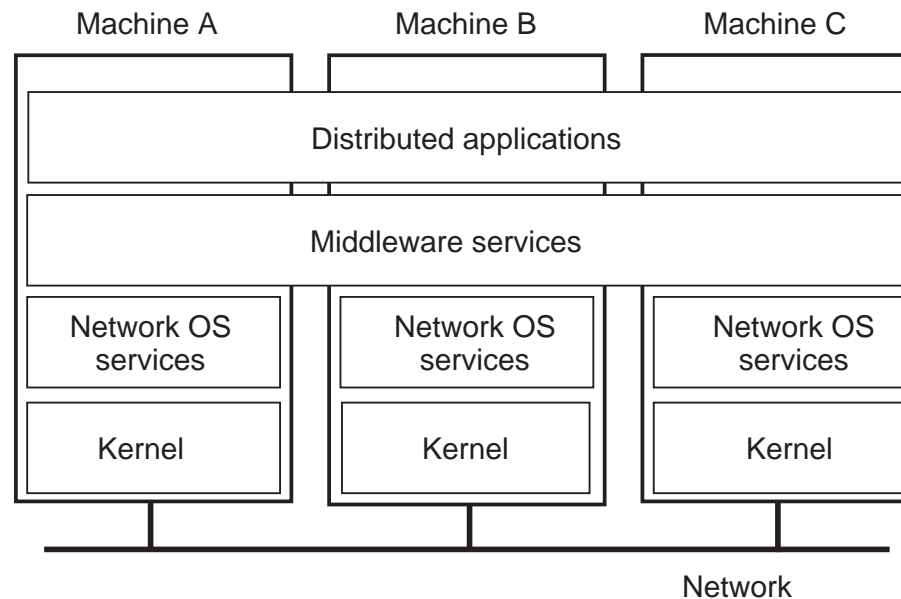 Machine A
Machine B
Machine C
Distributed applications
Middleware services
Network OS
services
Network OS
services
Network OS
services
Kernel
Kernel
Kernel
Network